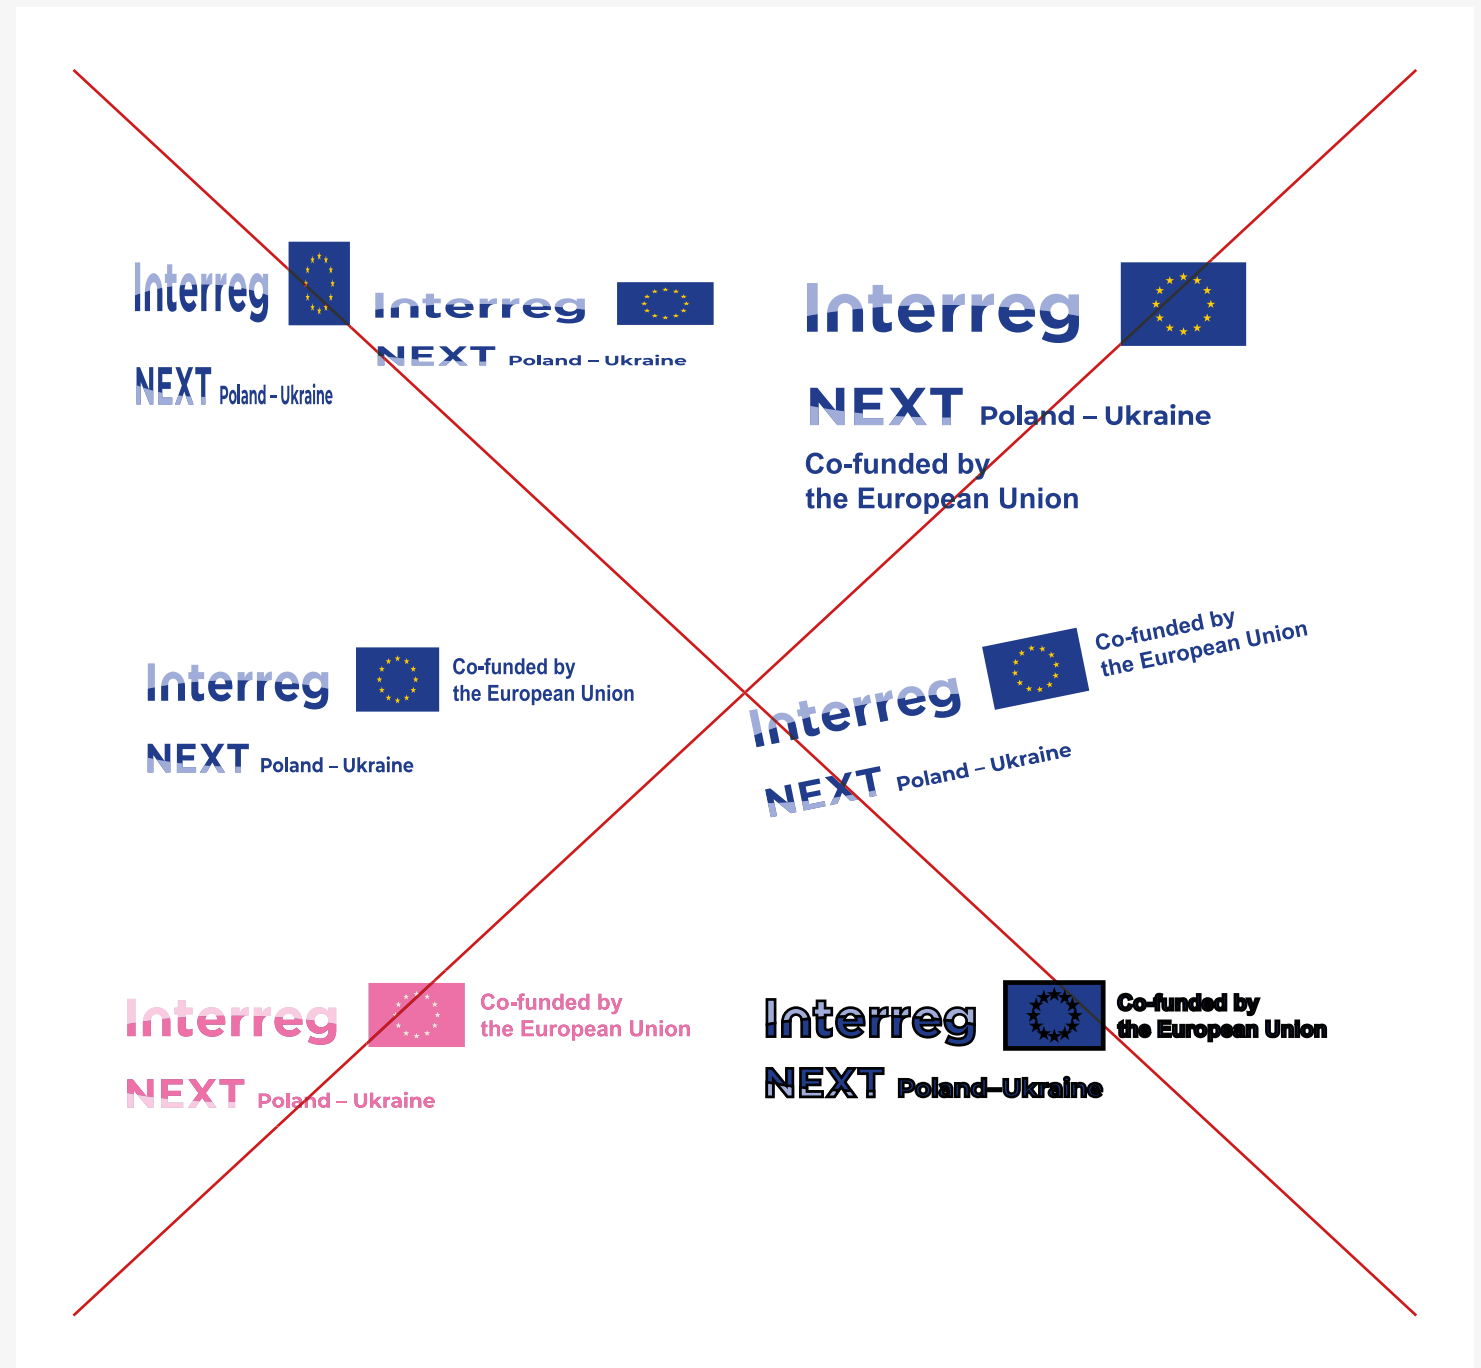 Interreg
NEXT Poland – Ukraine
Interreg
NEXT Poland – Ukraine
Interreg
NEXT Poland – Ukraine
Co-funded by
the European Union
Interreg
Co-funded by
the European Union
NEXT Poland – Ukraine
Interreg
Co-funded by
the European Union
NEXT Poland – Ukraine
Interreg
Co-funded by
the European Union
NEXT Poland – Ukraine
Interreg
Co-funded by
the European Union
NEXT Poland–Ukraine